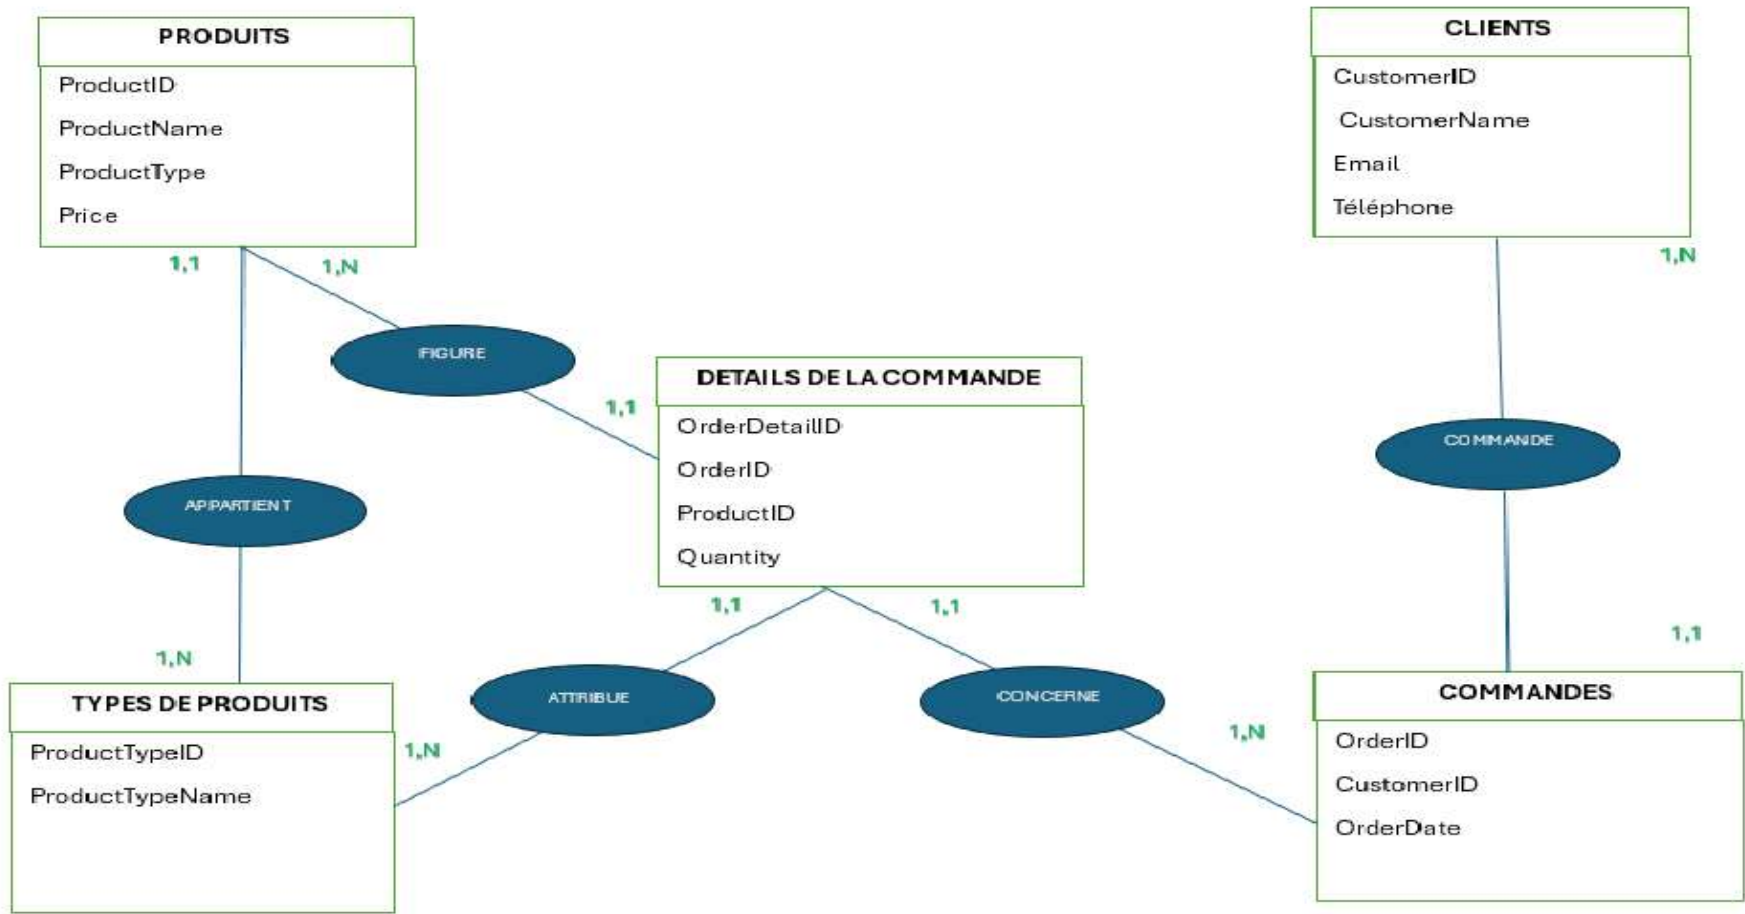 PRODUITS
ProductID
ProductName
ProductType
Price
CLIENTS
CustomerID
CustomerName
Email
Téléphone
1,1
1,N
1,N
FIGURE
DETAILS DE LA COMMANDE
OrderDetailID
OrderID
ProductID
Quantity
1,1
COMMANDE
APPARTIENT
1,1
1,1
1,1
1,N
TYPES DE PRODUITS
ProductTypeID
ProductTypeName
ATTRIBUE
1,N
CONCERNE
1,N
COMMANDES
OrderID
CustomerID
OrderDate